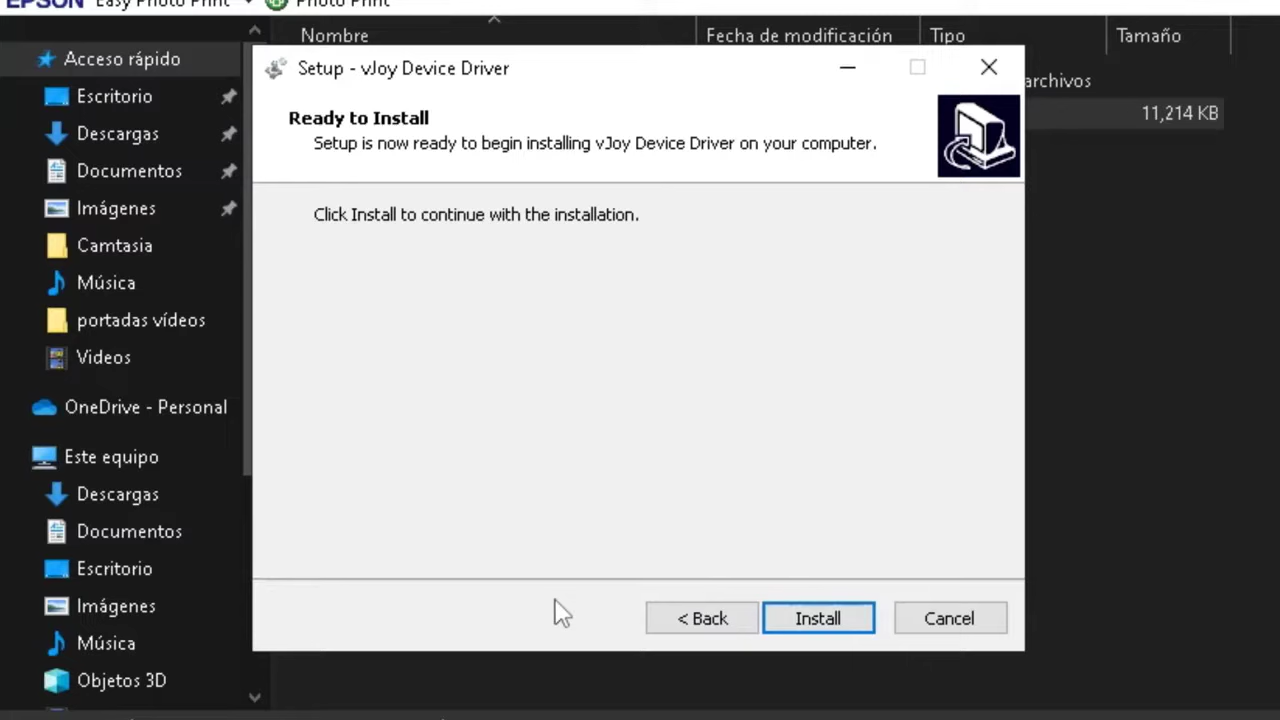 EPSON Easy Photo Print Photo Print
Nombre Fecha de modificación Tipo Tamaño
Acceso rápido
Escritorio
Descargas
Documentos
Imágenes
Camtasia
Música
portadas vídeos
Videos
OneDrive - Personal
Este equipo
Descargas
Documentos
Escritorio
Imágenes
Música
Objetos 3D
archivos
11,214 KB
Setup - vJoy Device Driver
Ready to Install
Setup is now ready to begin installing vJoy Device Driver on your computer.
Click Install to continue with the installation.
< Back Install Cancel